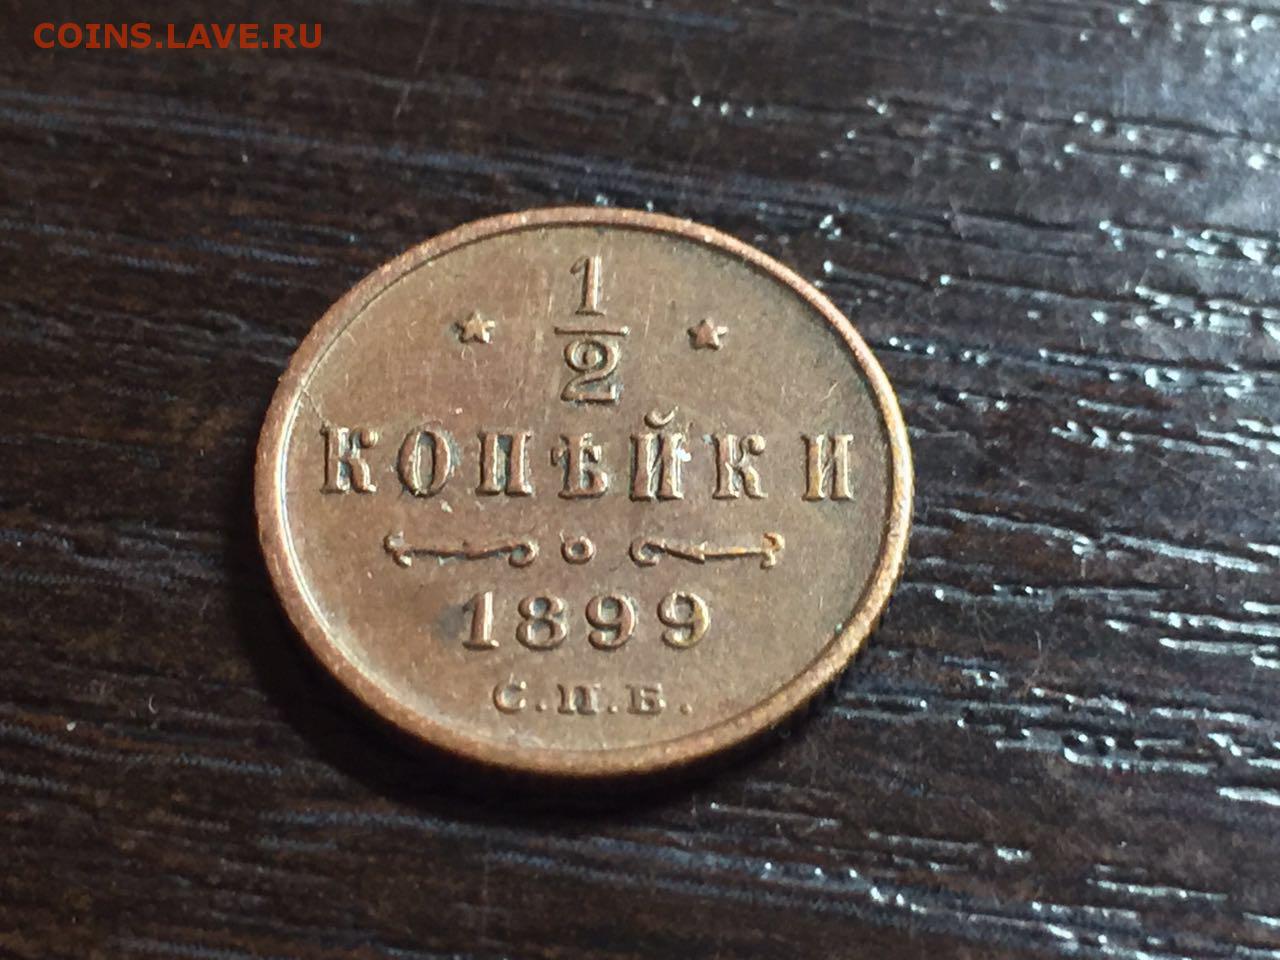 COINS.LAVE.RU
1/2
КОПѢЙКИ
1899
С.П.Б.